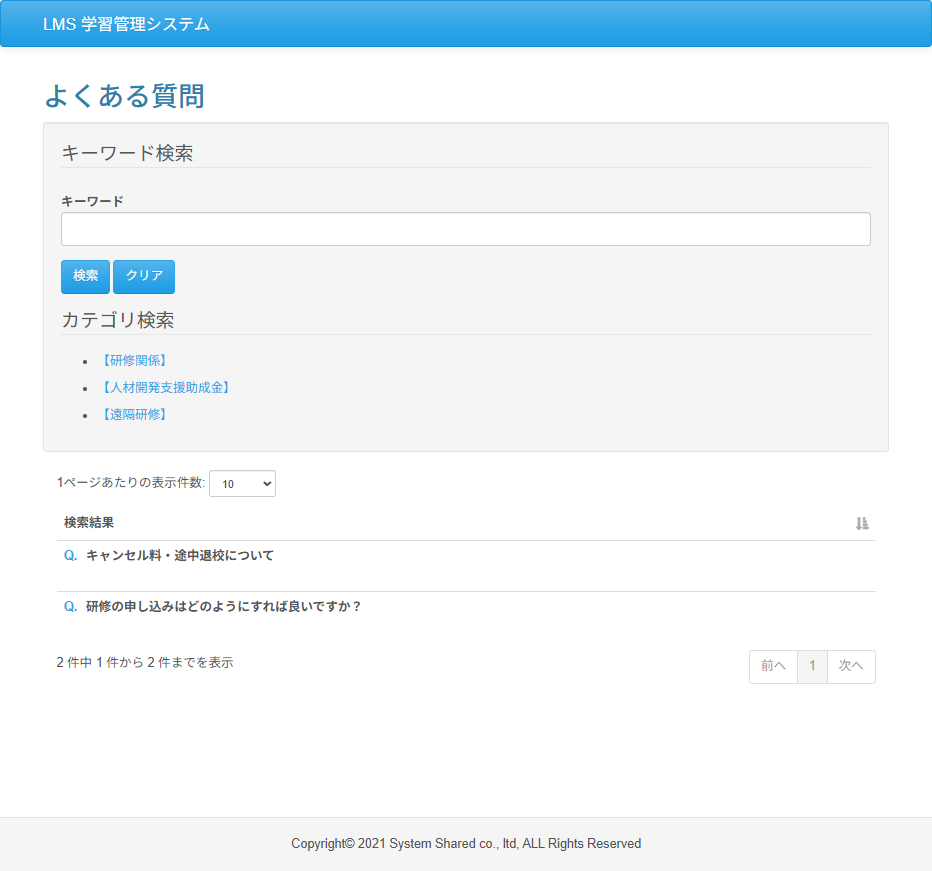 LMS 学習管理システム
よくある質問
キーワード検索
キーワード
検索 クリア
カテゴリ検索
【研修関係】
【人材開発支援助成金】
【遠隔研修】
1ページあたりの表示件数: 10
検索結果
Q. キャンセル料・途中退校について
Q. 研修の申し込みはどのようにすれば良いですか？
2 件中 1 件から 2 件までを表示
前へ 1 次へ
Copyright© 2021 System Shared co., ltd, ALL Rights Reserved